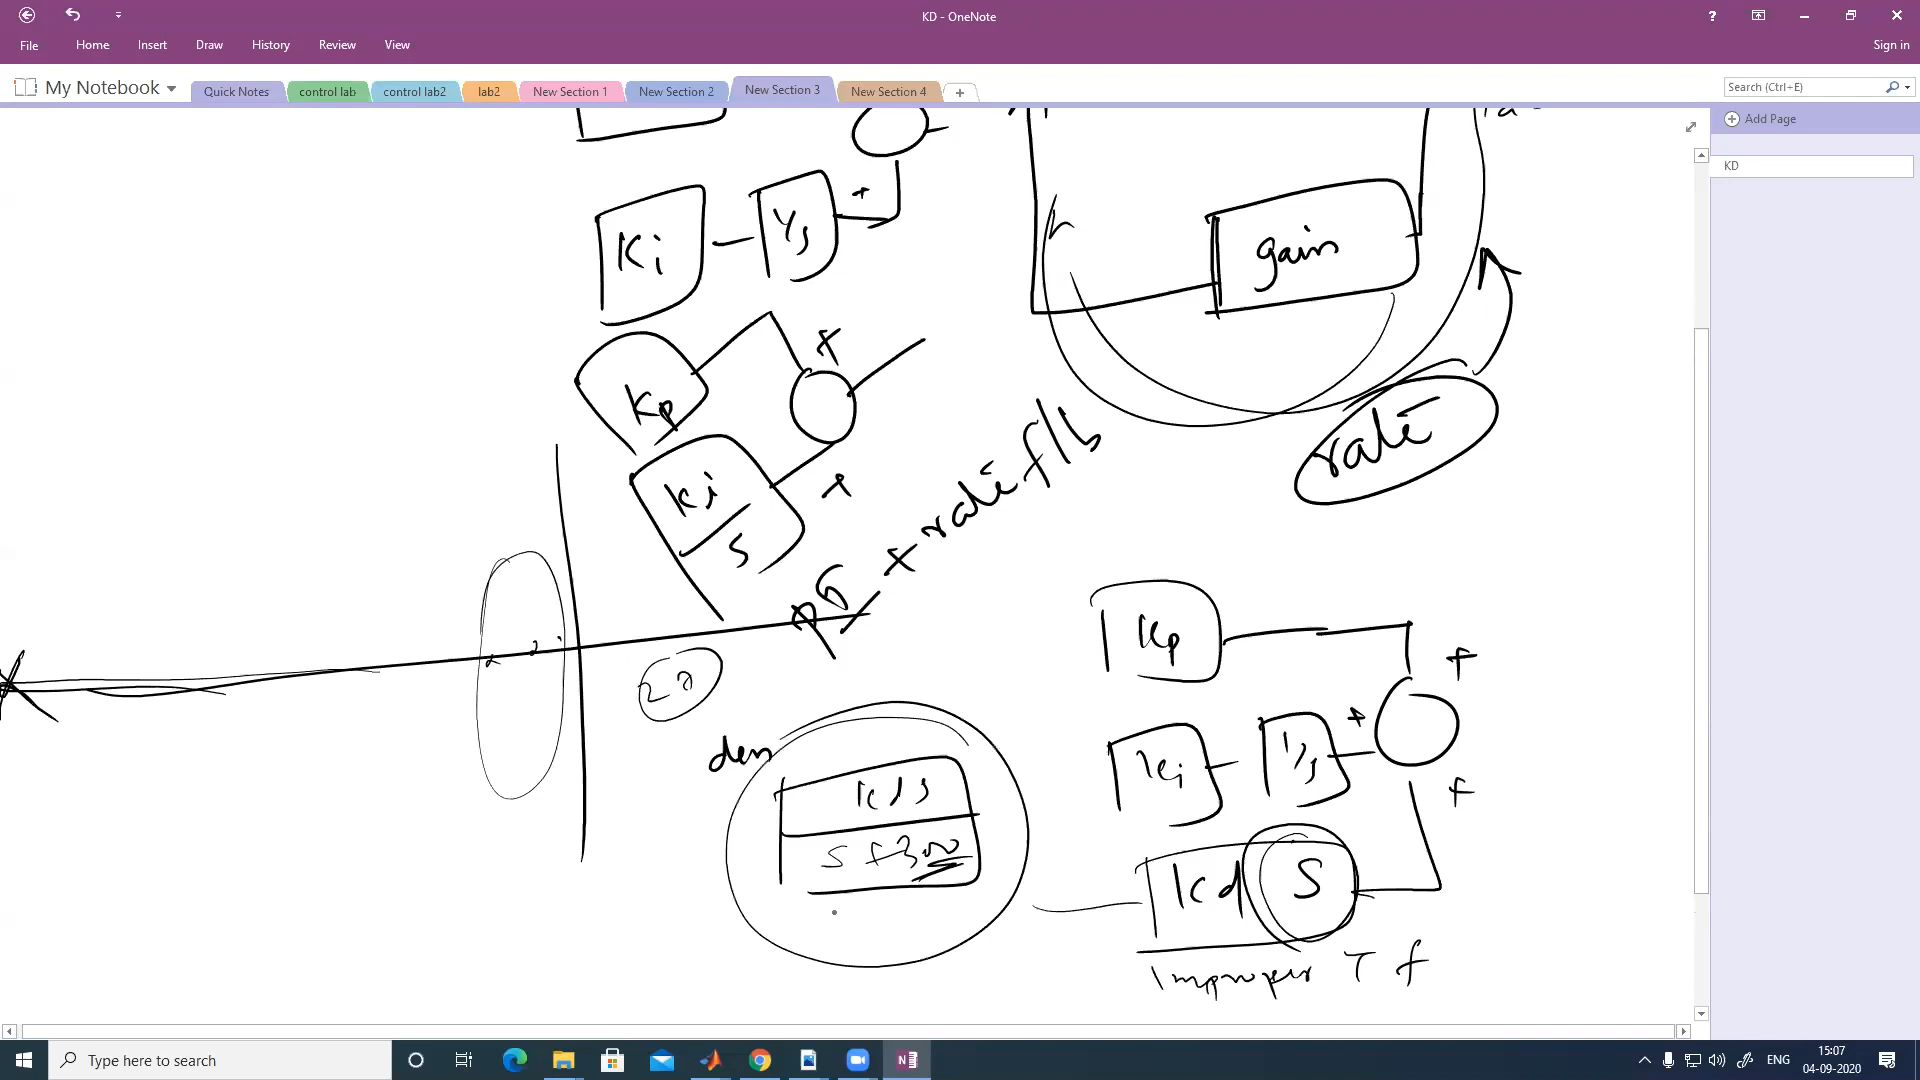 KD - OneNote
File Home Insert Draw History Review View
Sign in
My Notebook
Quick Notes control lab control lab2 lab2 New Section 1 New Section 2 New Section 3 New Section 4
Search (Ctrl+E)
Add Page
KD
+
Ki 1/s
gain
+
Kp
rate
Ki
s
+
rate f/b
Kp
+
den
Kds
s + 300
Ki 1/s +
+
Kd S
Improper T f
Type here to search
ENG
15:07
04-09-2020